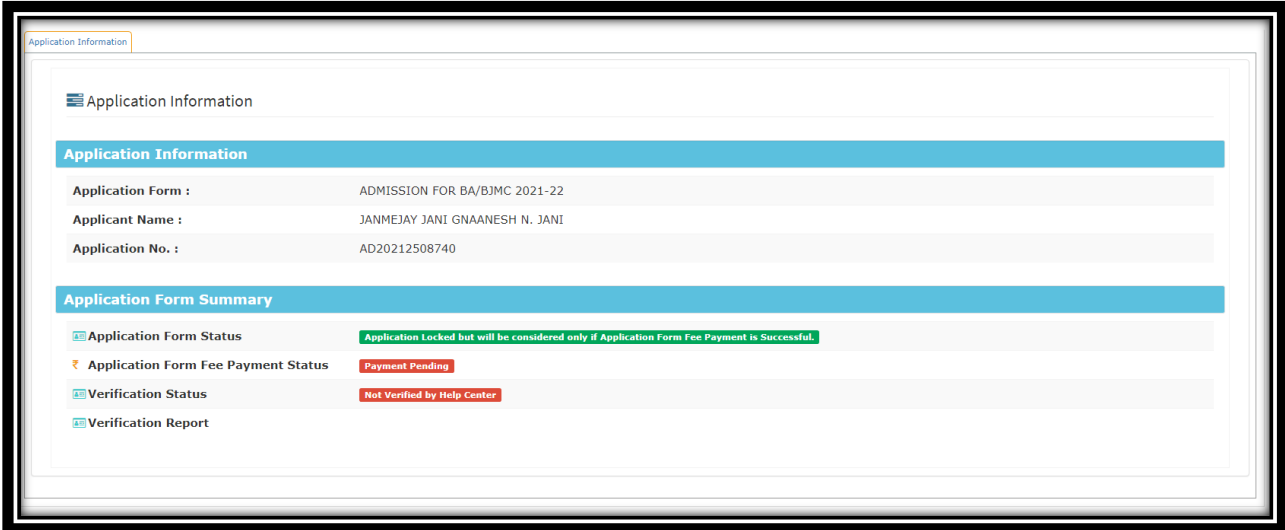 Application Information
Application Information
Application Information
Application Form : ADMISSION FOR BA/BJMC 2021-22
Applicant Name : JANMEJAY JANI GNAANESH N. JANI
Application No. : AD20212508740
Application Form Summary
Application Form Status Application Locked but will be considered only if Application Form Fee Payment is Successful.
₹ Application Form Fee Payment Status Payment Pending
Verification Status Not Verified by Help Center
Verification Report